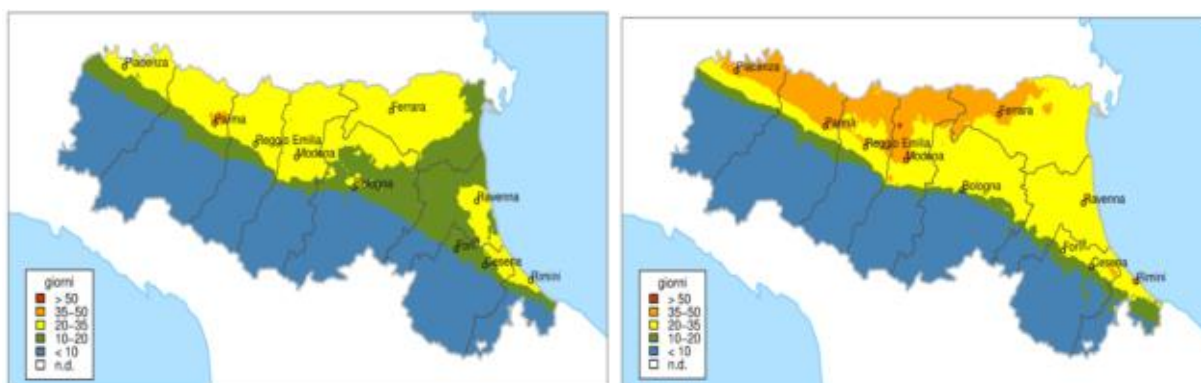 Piacenza
Parma
Reggio Emilia
Modena
Ferrara
Bologna
Ravenna
Forlì
Cesena
Rimini
giorni
> 50
35–50
20–35
10–20
< 10
n.d.
Piacenza
Parma
Reggio Emilia
Modena
Ferrara
Bologna
Ravenna
Forlì
Cesena
Rimini
giorni
> 50
35–50
20–35
10–20
< 10
n.d.